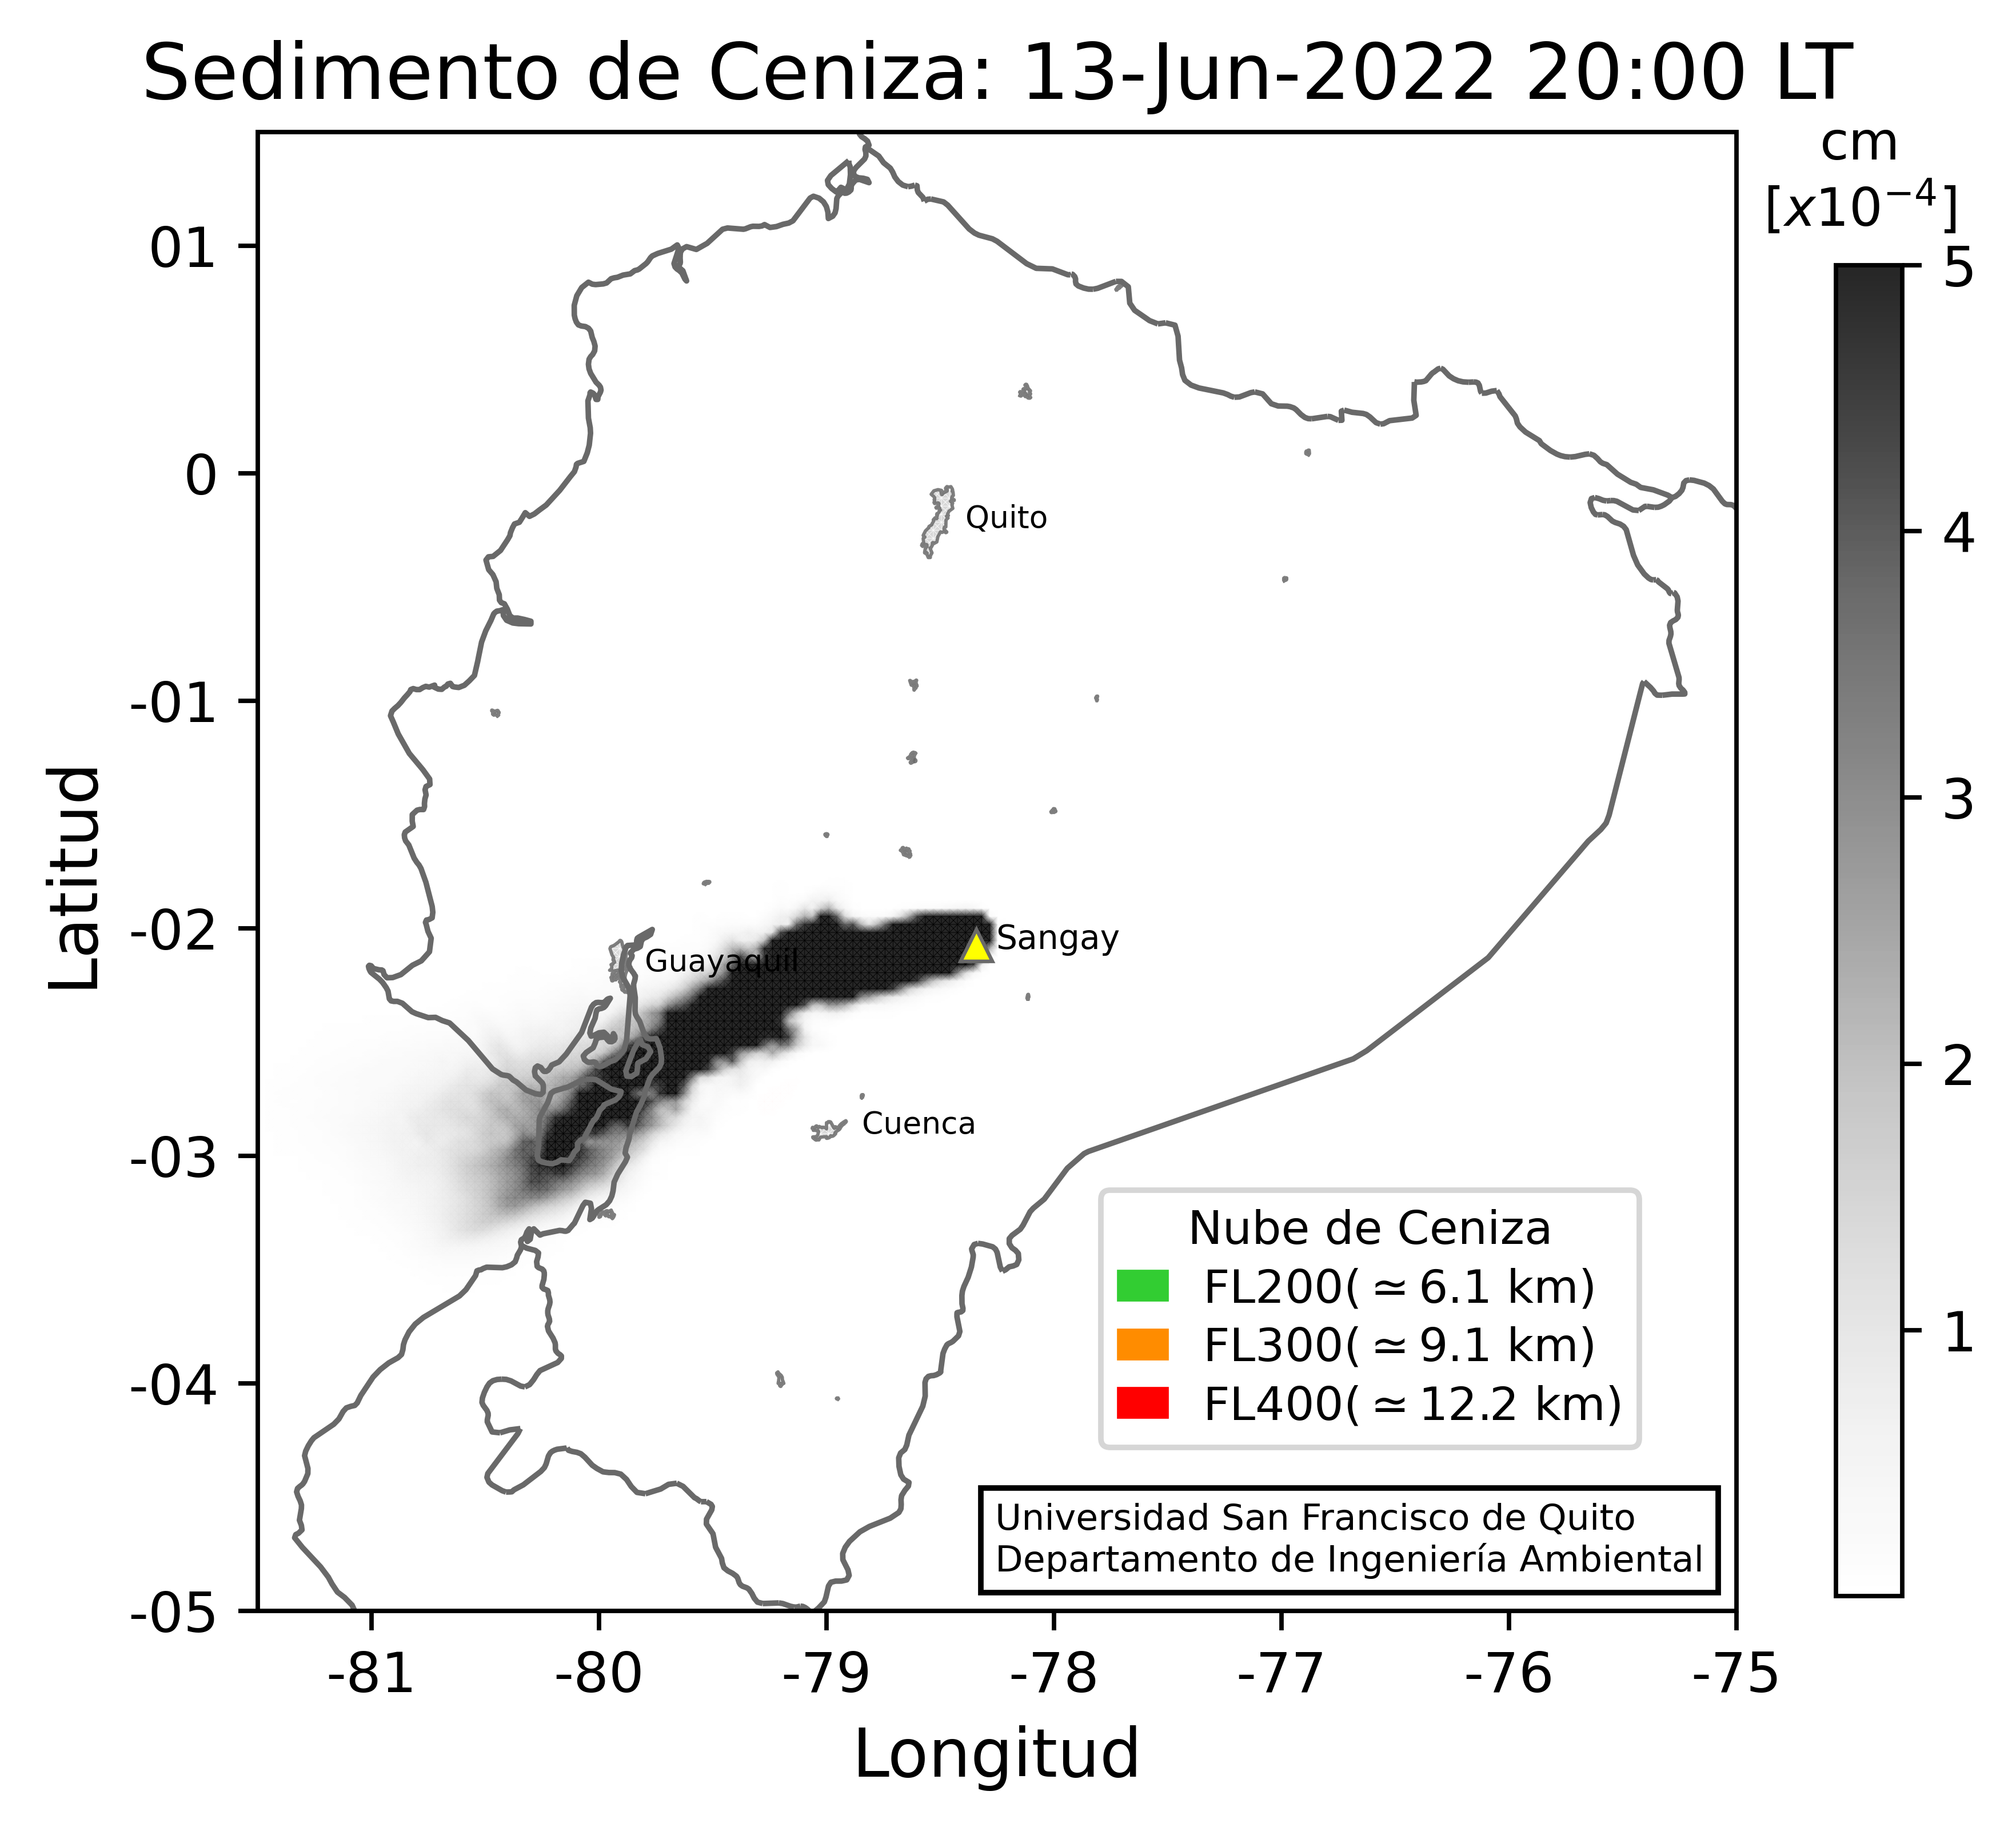 Sedimento de Ceniza: 13-Jun-2022 20:00 LT
cm
[x10⁻⁴]
5
4
3
2
1
01
0
-01
-02
-03
-04
-05
Latitud
Quito
Sangay
Guayaquil
Cuenca
Nube de Ceniza
FL200( ≃ 6.1 km)
FL300( ≃ 9.1 km)
FL400( ≃ 12.2 km)
Universidad San Francisco de Quito
Departamento de Ingeniería Ambiental
-81
-80
-79
-78
-77
-76
-75
Longitud